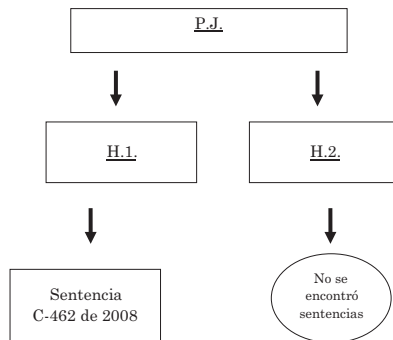 P.J.
H.1.
H.2.
Sentencia
C-462 de 2008
No se
encontró
sentencias